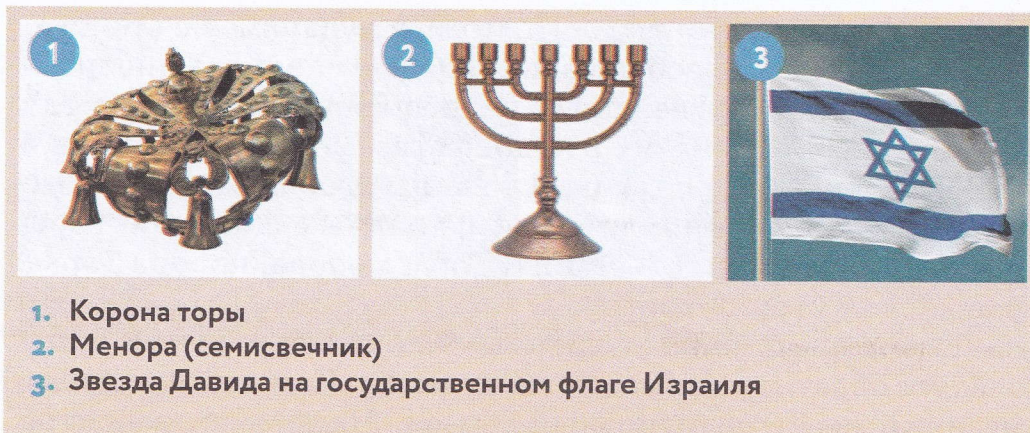 1
2
3
1. Корона торы
2. Менора (семисвечник)
3. Звезда Давида на государственном флаге Израиля